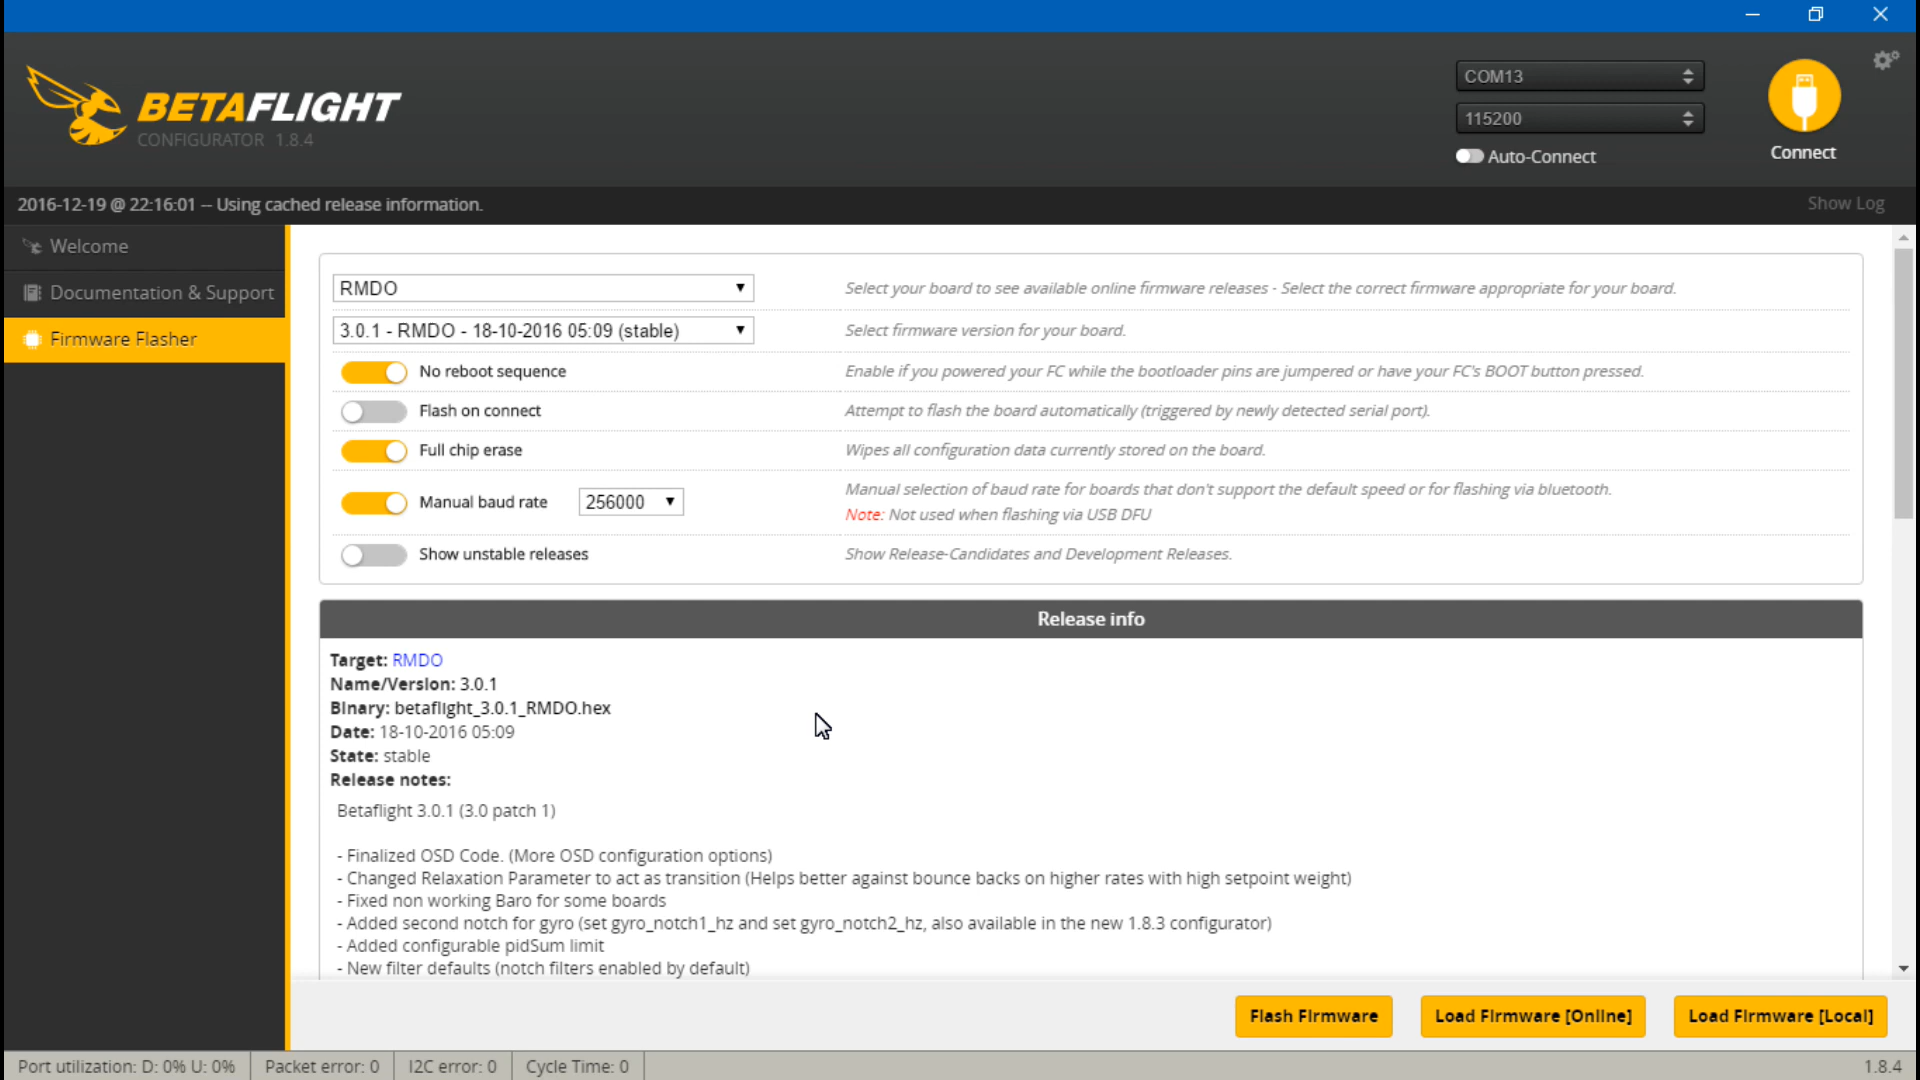 BETAFLIGHT
CONFIGURATOR 1.8.4
COM13
115200
Auto-Connect
Connect
2016-12-19 @ 22:16:01 -- Using cached release information.
Show Log
Welcome
Documentation & Support
Firmware Flasher
RMDO
Select your board to see available online firmware releases - Select the correct firmware appropriate for your board.
3.0.1 - RMDO - 18-10-2016 05:09 (stable)
Select firmware version for your board.
No reboot sequence
Enable if you powered your FC while the bootloader pins are jumpered or have your FC's BOOT button pressed.
Flash on connect
Attempt to flash the board automatically (triggered by newly detected serial port).
Full chip erase
Wipes all configuration data currently stored on the board.
Manual baud rate 256000
Manual selection of baud rate for boards that don't support the default speed or for flashing via bluetooth.
Note: Not used when flashing via USB DFU
Show unstable releases
Show Release-Candidates and Development Releases.
Release info
Target: RMDO
Name/Version: 3.0.1
Binary: betaflight_3.0.1_RMDO.hex
Date: 18-10-2016 05:09
State: stable
Release notes:
Betaflight 3.0.1 (3.0 patch 1)
- Finalized OSD Code. (More OSD configuration options)
- Changed Relaxation Parameter to act as transition (Helps better against bounce backs on higher rates with high setpoint weight)
- Fixed non working Baro for some boards
- Added second notch for gyro (set gyro_notch1_hz and set gyro_notch2_hz, also available in the new 1.8.3 configurator)
- Added configurable pidSum limit
- New filter defaults (notch filters enabled by default)
Flash Firmware
Load Firmware [Online]
Load Firmware [Local]
Port utilization: D: 0% U: 0%
Packet error: 0
I2C error: 0
Cycle Time: 0
1.8.4